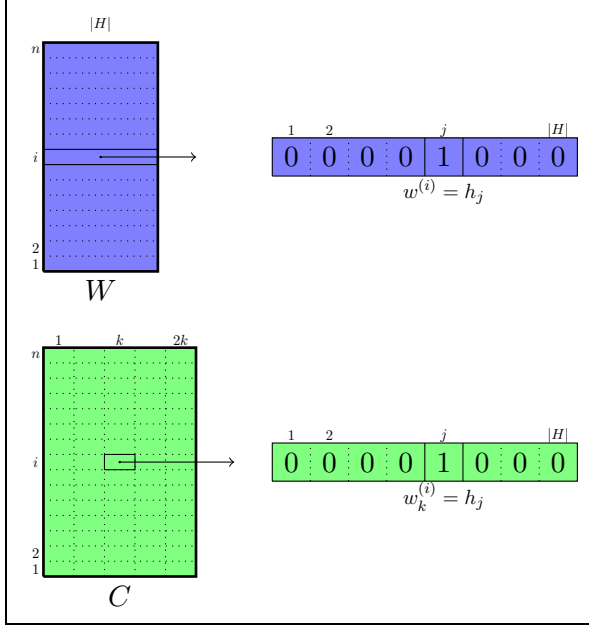 |H|
n
i
2
1
W
1 2 j |H|
0 0 0 0 1 0 0 0
w^{(i)} = h_j
1 k 2k
n
i
2
1
C
1 2 j |H|
0 0 0 0 1 0 0 0
w_k^{(i)} = h_j